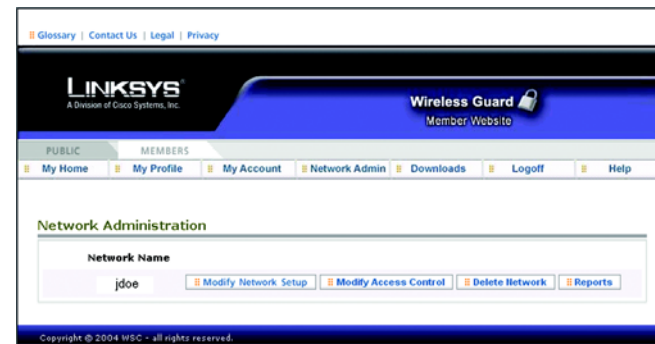 Glossary | Contact Us | Legal | Privacy
LINKSYS®
A Division of Cisco Systems, Inc.
Wireless Guard
Member Website
PUBLIC MEMBERS
My Home My Profile My Account Network Admin Downloads Logoff Help
Network Administration
Network Name
jdoe Modify Network Setup Modify Access Control Delete Network Reports
Copyright © 2004 WSC - all rights reserved.